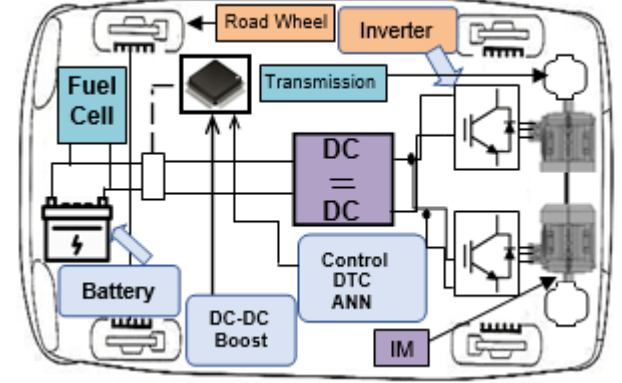 Road Wheel
Inverter
Fuel
Cell
Transmission
DC
DC
Control
DTC
ANN
Battery
DC-DC
Boost
IM